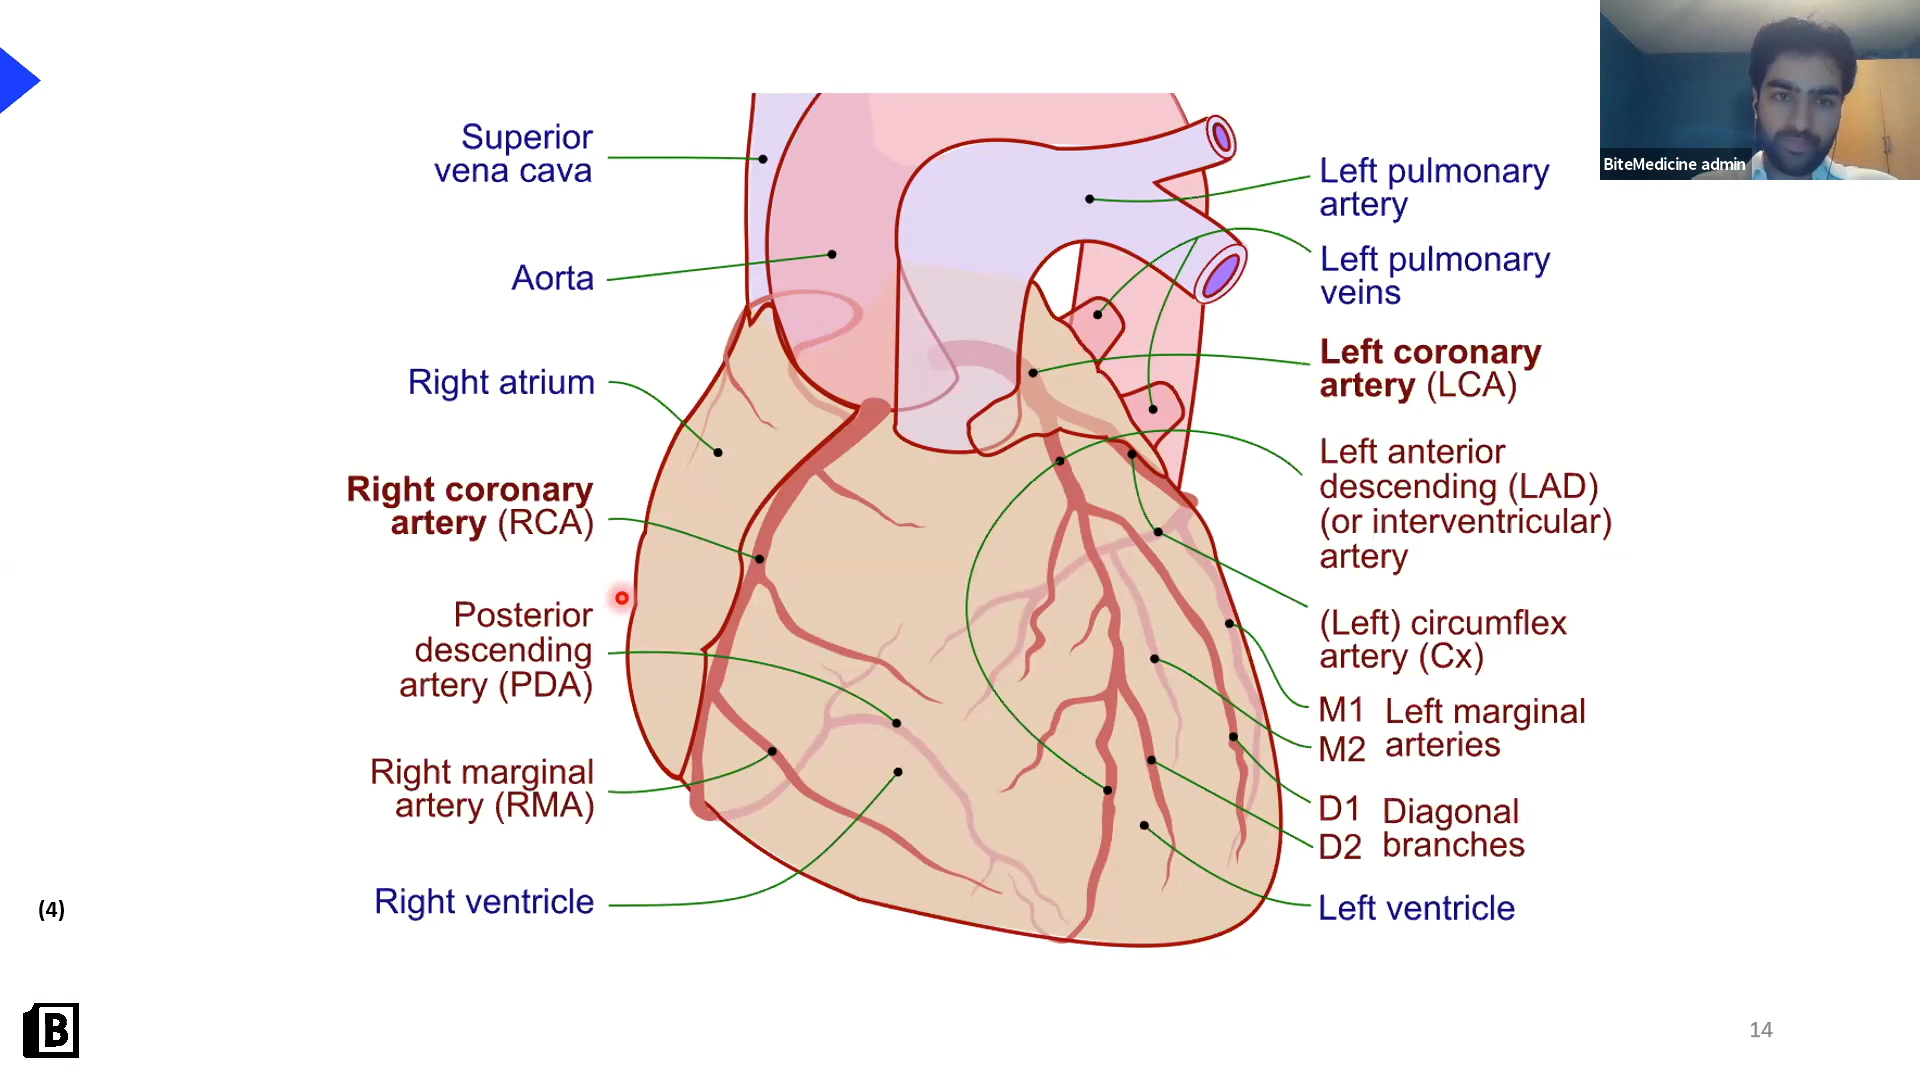 BiteMedicine admin
Superior
vena cava
Aorta
Right atrium
Right coronary
artery (RCA)
Posterior
descending
artery (PDA)
Right marginal
artery (RMA)
Right ventricle
Left pulmonary
artery
Left pulmonary
veins
Left coronary
artery (LCA)
Left anterior
descending (LAD)
(or interventricular)
artery
(Left) circumflex
artery (Cx)
M1 Left marginal
M2 arteries
D1 Diagonal
D2 branches
Left ventricle
(4)
B
14